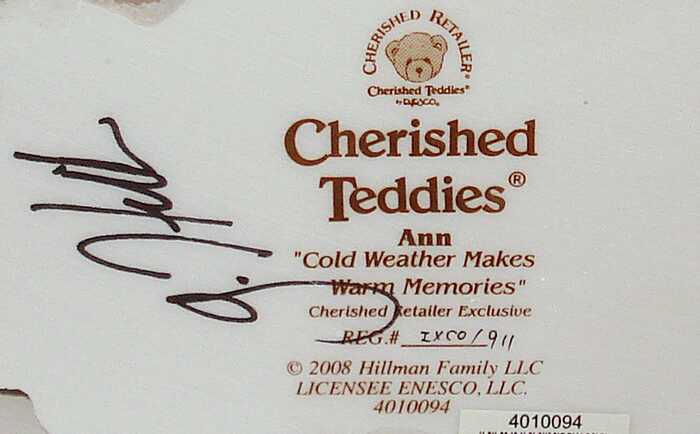 CHERISHED RETAILER®
Cherished Teddies®
by ENESCO®
Cherished
Teddies®
Ann
"Cold Weather Makes
Warm Memories"
Cherished Retailer Exclusive
REG.# IXCO/911
© 2008 Hillman Family LLC
LICENSEE ENESCO, LLC.
4010094
4010094